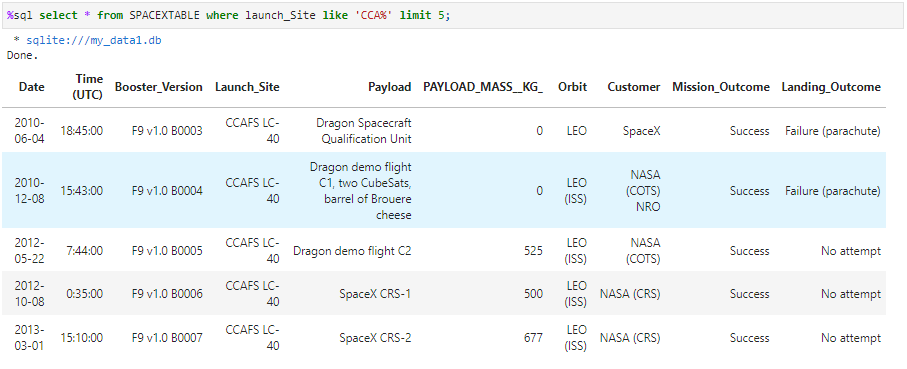 %sql select * from SPACEXTABLE where launch_Site like 'CCA%' limit 5;
* sqlite:///my_data1.db
Done.
Date Time (UTC) Booster_Version Launch_Site Payload PAYLOAD_MASS__KG_ Orbit Customer Mission_Outcome Landing_Outcome
2010-06-04 18:45:00 F9 v1.0 B0003 CCAFS LC-40 Dragon Spacecraft Qualification Unit 0 LEO SpaceX Success Failure (parachute)
2010-12-08 15:43:00 F9 v1.0 B0004 CCAFS LC-40 Dragon demo flight C1, two CubeSats, barrel of Brouere cheese 0 LEO (ISS) NASA (COTS) NRO Success Failure (parachute)
2012-05-22 7:44:00 F9 v1.0 B0005 CCAFS LC-40 Dragon demo flight C2 525 LEO (ISS) NASA (COTS) Success No attempt
2012-10-08 0:35:00 F9 v1.0 B0006 CCAFS LC-40 SpaceX CRS-1 500 LEO (ISS) NASA (CRS) Success No attempt
2013-03-01 15:10:00 F9 v1.0 B0007 CCAFS LC-40 SpaceX CRS-2 677 LEO (ISS) NASA (CRS) Success No attempt